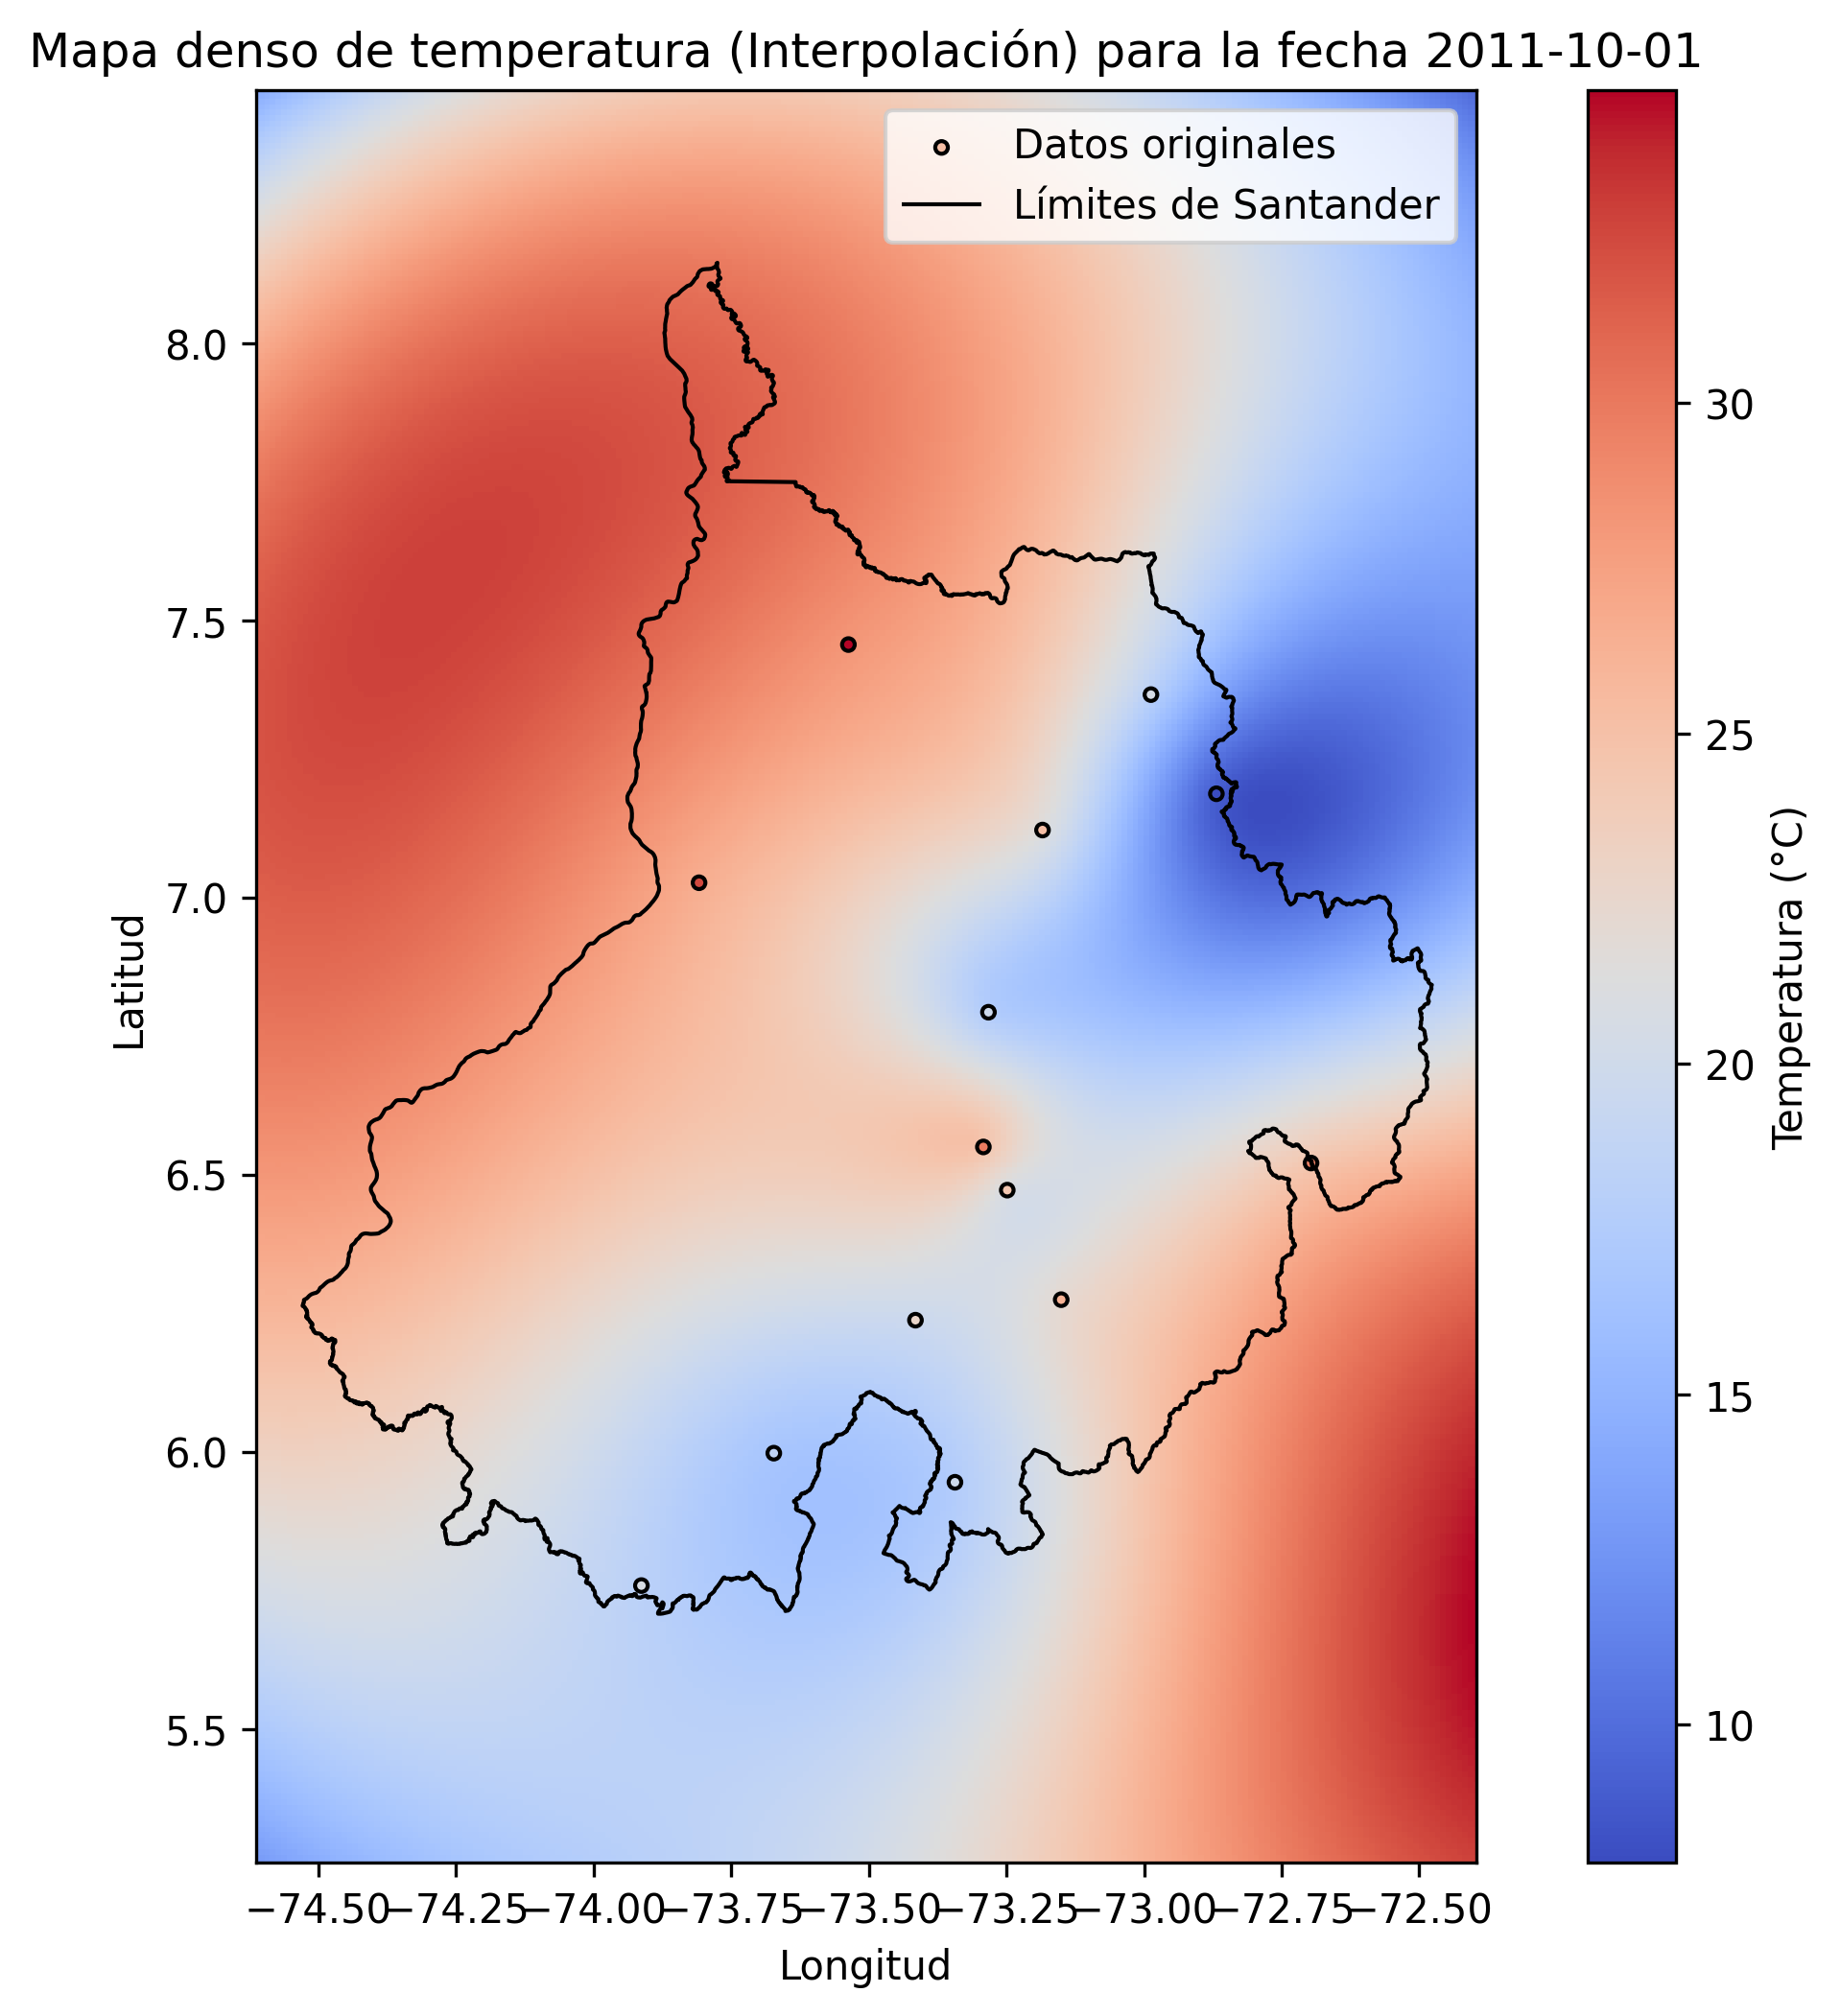 Mapa denso de temperatura (Interpolación) para la fecha 2011-10-01
Datos originales
Límites de Santander
8.0
7.5
7.0
6.5
6.0
5.5
Latitud
−74.50 −74.25 −74.00 −73.75 −73.50 −73.25 −73.00 −72.75 −72.50
Longitud
30
25
20
15
10
Temperatura (°C)